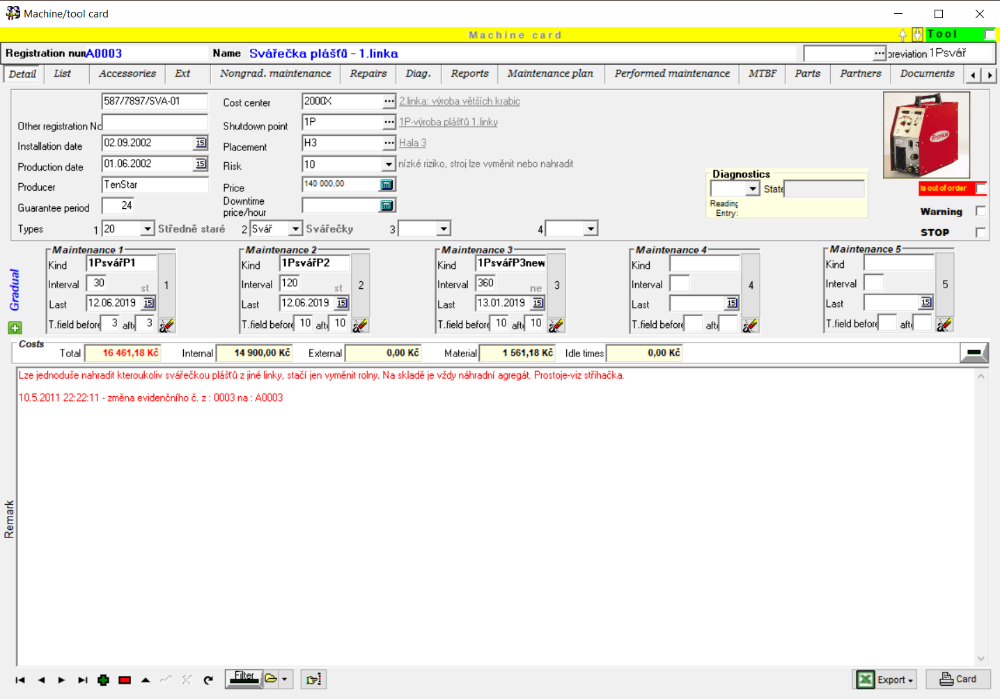 Machine/tool card
Machine card
Tool
Registration num A0003 Name Svářečka plášťů - 1.linka ... breviation 1Psvář
Detail List Accessories Ext Nongrad. maintenance Repairs Diag. Reports Maintenance plan Performed maintenance MTBF Parts Partners Documents
587/7897/SVA-01 Cost center 2000X ... 2.linka: výroba větších krabic
Other registration No Shutdown point 1P ... 1P-výroba plášťů 1.linky
Installation date 02.09.2002 15 Placement H3 ... Hala 3
Production date 01.06.2002 15 Risk 10 nízké riziko, stroj lze vyměnit nebo nahradit
Producer TenStar Price 140 000,00
Guarantee period 24 Downtime price/hour
Types 1 20 Středně staré 2 Svář Svářečky 3 4
Diagnostics
State
Reading
Entry:
Is out of order
Warning
STOP
Gradual
Maintenance 1 Maintenance 2 Maintenance 3 Maintenance 4 Maintenance 5
Kind 1PsvářP1 Kind 1PsvářP2 Kind 1PsvářP3new Kind Kind
Interval 30 st 1 Interval 120 st 2 Interval 360 ne 3 Interval 4 Interval 5
Last 12.06.2019 15 Last 12.06.2019 15 Last 13.01.2019 15 Last 15 Last 15
T.field before 3 aft 3 T.field before 10 aft 10 T.field before 10 aft 10 T.field before aft T.field before aft
Costs
Total 16 461,18 Kč Internal 14 900,00 Kč External 0,00 Kč Material 1 561,18 Kč Idle times 0,00 Kč
Remark
Lze jednoduše nahradit kteroukoliv svářečkou plášťů z jiné linky, stačí jen vyměnit rolny. Na skladě je vždy náhradní agregát. Prostoje-viz střihačka.
10.5.2011 22:22:11 - změna evidenčního č. z : 0003 na : A0003
Filter Export Card